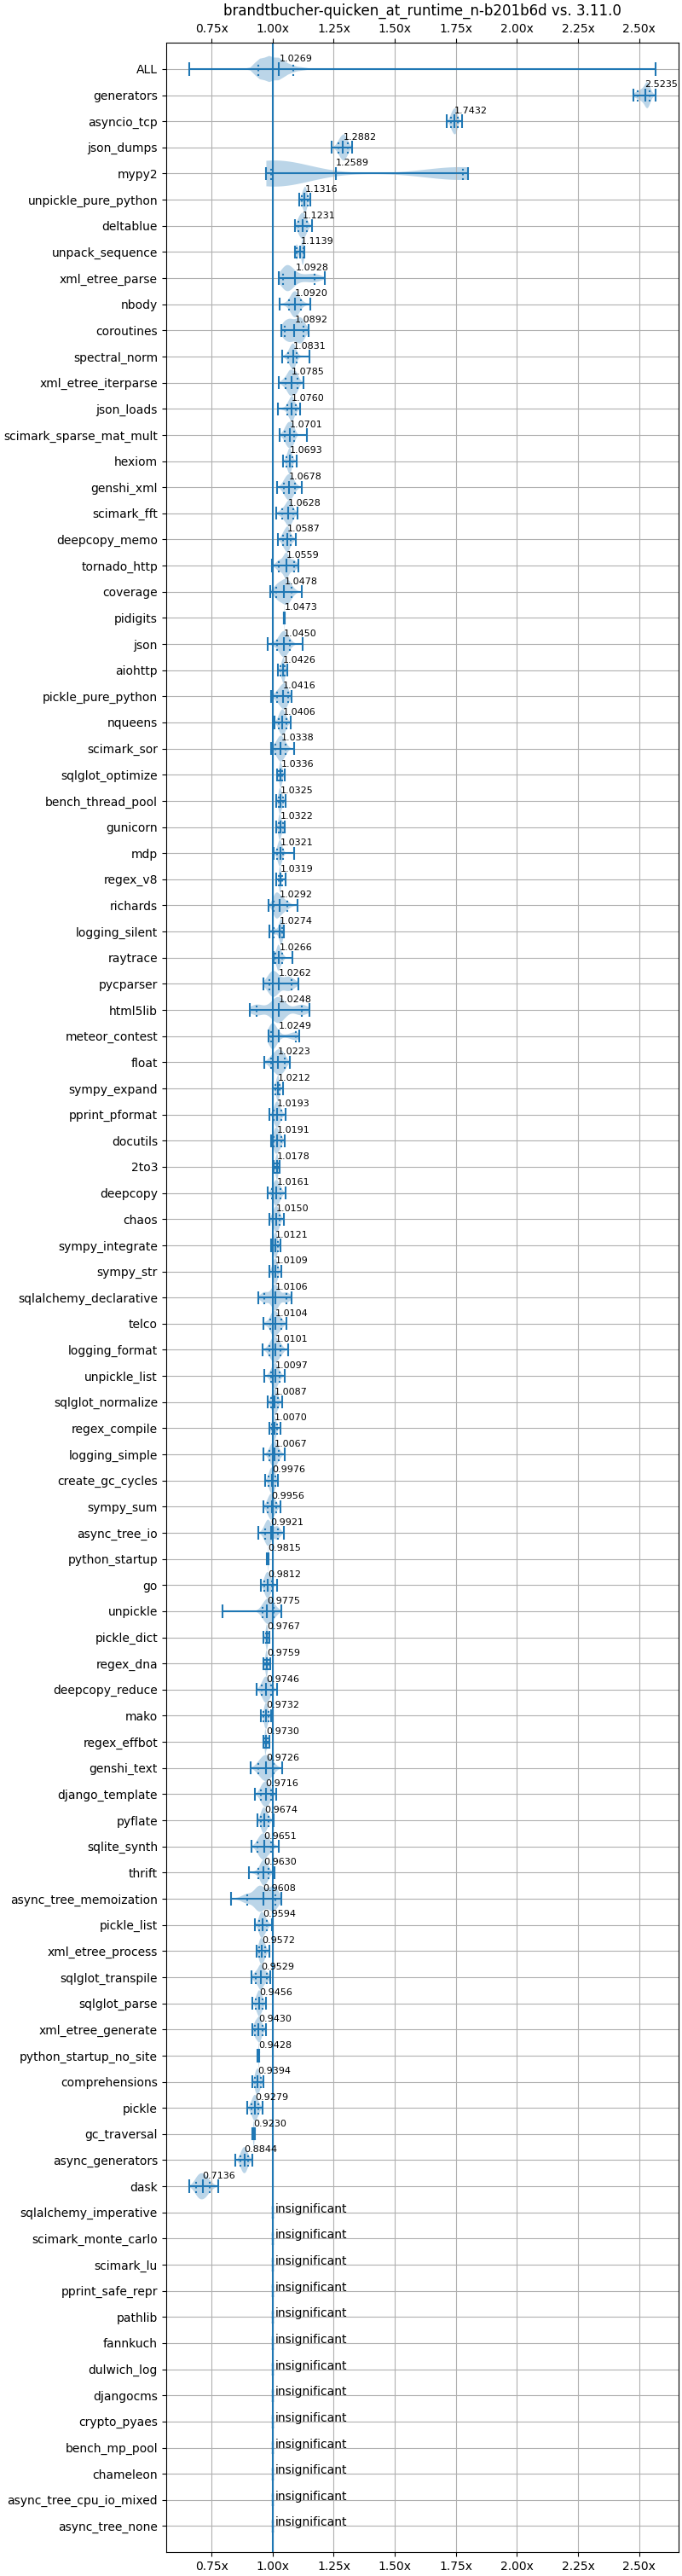 brandtbucher-quicken_at_runtime_n-b201b6d vs. 3.11.0
0.75x 1.00x 1.25x 1.50x 1.75x 2.00x 2.25x 2.50x
ALL 1.0269
generators 2.5235
asyncio_tcp 1.7432
json_dumps 1.2882
mypy2 1.2589
unpickle_pure_python 1.1316
deltablue 1.1231
unpack_sequence 1.1139
xml_etree_parse 1.0928
nbody 1.0920
coroutines 1.0892
spectral_norm 1.0831
xml_etree_iterparse 1.0785
json_loads 1.0760
scimark_sparse_mat_mult 1.0701
hexiom 1.0693
genshi_xml 1.0678
scimark_fft 1.0628
deepcopy_memo 1.0587
tornado_http 1.0559
coverage 1.0478
pidigits 1.0473
json 1.0450
aiohttp 1.0426
pickle_pure_python 1.0416
nqueens 1.0406
scimark_sor 1.0338
sqlglot_optimize 1.0336
bench_thread_pool 1.0325
gunicorn 1.0322
mdp 1.0321
regex_v8 1.0319
richards 1.0292
logging_silent 1.0274
raytrace 1.0266
pycparser 1.0262
html5lib 1.0248
meteor_contest 1.0249
float 1.0223
sympy_expand 1.0212
pprint_pformat 1.0193
docutils 1.0191
2to3 1.0178
deepcopy 1.0161
chaos 1.0150
sympy_integrate 1.0121
sympy_str 1.0109
sqlalchemy_declarative 1.0106
telco 1.0104
logging_format 1.0101
unpickle_list 1.0097
sqlglot_normalize 1.0087
regex_compile 1.0070
logging_simple 1.0067
create_gc_cycles 0.9976
sympy_sum 0.9956
async_tree_io 0.9921
python_startup 0.9815
go 0.9812
unpickle 0.9775
pickle_dict 0.9767
regex_dna 0.9759
deepcopy_reduce 0.9746
mako 0.9732
regex_effbot 0.9730
genshi_text 0.9726
django_template 0.9716
pyflate 0.9674
sqlite_synth 0.9651
thrift 0.9630
async_tree_memoization 0.9608
pickle_list 0.9594
xml_etree_process 0.9572
sqlglot_transpile 0.9529
sqlglot_parse 0.9456
xml_etree_generate 0.9430
python_startup_no_site 0.9428
comprehensions 0.9394
pickle 0.9279
gc_traversal 0.9230
async_generators 0.8844
dask 0.7136
sqlalchemy_imperative insignificant
scimark_monte_carlo insignificant
scimark_lu insignificant
pprint_safe_repr insignificant
pathlib insignificant
fannkuch insignificant
dulwich_log insignificant
djangocms insignificant
crypto_pyaes insignificant
bench_mp_pool insignificant
chameleon insignificant
async_tree_cpu_io_mixed insignificant
async_tree_none insignificant
0.75x 1.00x 1.25x 1.50x 1.75x 2.00x 2.25x 2.50x